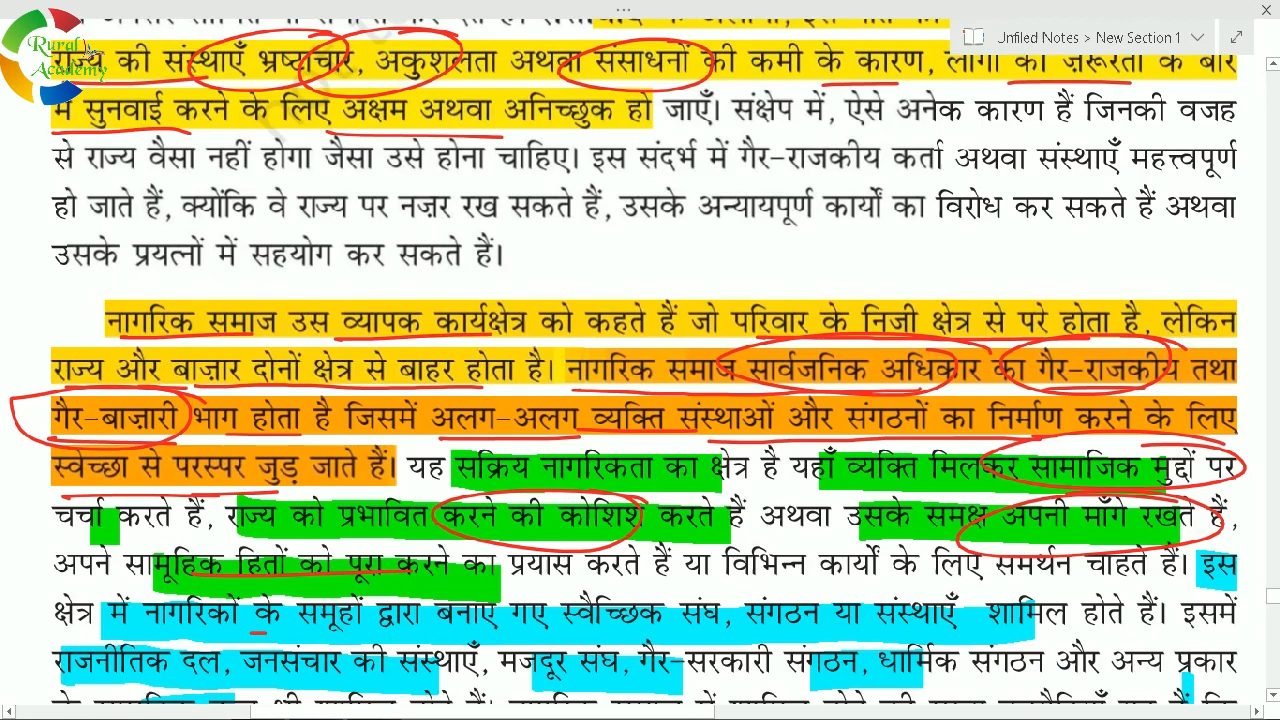 Rural
Academy
Unfiled Notes > New Section 1
राज्य की संस्थाएँ भ्रष्टाचार, अकुशलता अथवा संसाधनों की कमी के कारण, लोगों की ज़रूरतों के बारे
में सुनवाई करने के लिए अक्षम अथवा अनिच्छुक हो जाएँ। संक्षेप में, ऐसे अनेक कारण हैं जिनकी वजह
से राज्य वैसा नहीं होगा जैसा उसे होना चाहिए। इस संदर्भ में गैर-राजकीय कर्ता अथवा संस्थाएँ महत्त्वपूर्ण
हो जाते हैं, क्योंकि वे राज्य पर नज़र रख सकते हैं, उसके अन्यायपूर्ण कार्यों का विरोध कर सकते हैं अथवा
उसके प्रयत्नों में सहयोग कर सकते हैं।
नागरिक समाज उस व्यापक कार्यक्षेत्र को कहते हैं जो परिवार के निजी क्षेत्र से परे होता है, लेकिन
राज्य और बाज़ार दोनों क्षेत्र से बाहर होता है। नागरिक समाज सार्वजनिक अधिकार का गैर-राजकीय तथा
गैर-बाज़ारी भाग होता है जिसमें अलग-अलग व्यक्ति संस्थाओं और संगठनों का निर्माण करने के लिए
स्वेच्छा से परस्पर जुड़ जाते हैं। यह सक्रिय नागरिकता का क्षेत्र है यहाँ व्यक्ति मिलकर सामाजिक मुद्दों पर
चर्चा करते हैं, राज्य को प्रभावित करने की कोशिश करते हैं अथवा उसके समक्ष अपनी माँगें रखते हैं,
अपने सामूहिक हितों को पूरा करने का प्रयास करते हैं या विभिन्न कार्यों के लिए समर्थन चाहते हैं। इस
क्षेत्र में नागरिकों के समूहों द्वारा बनाए गए स्वैच्छिक संघ, संगठन या संस्थाएँ शामिल होते हैं। इसमें
राजनीतिक दल, जनसंचार की संस्थाएँ, मजदूर संघ, गैर-सरकारी संगठन, धार्मिक संगठन और अन्य प्रकार